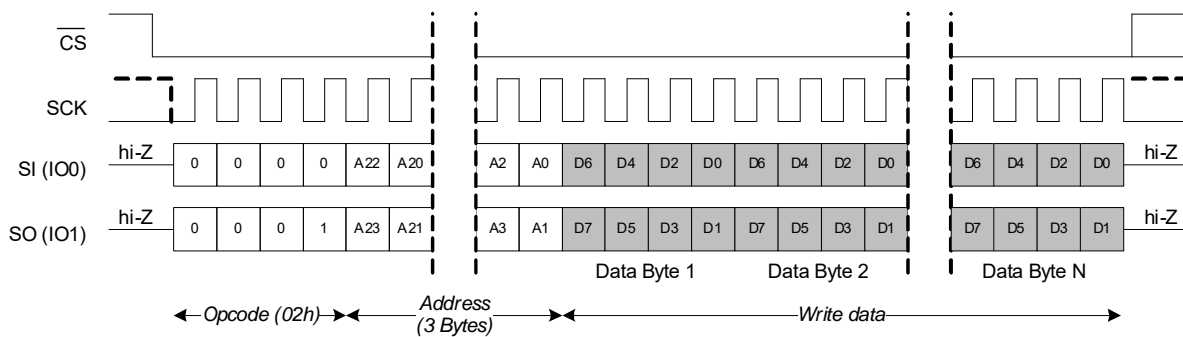 CS
SCK
SI (IO0) hi-Z 0 0 0 0 A22 A20 A2 A0 D6 D4 D2 D0 D6 D4 D2 D0 D6 D4 D2 D0 hi-Z
SO (IO1) hi-Z 0 0 0 1 A23 A21 A3 A1 D7 D5 D3 D1 D7 D5 D3 D1 D7 D5 D3 D1 hi-Z
Data Byte 1 Data Byte 2 Data Byte N
Opcode (02h) Address Write data
(3 Bytes)